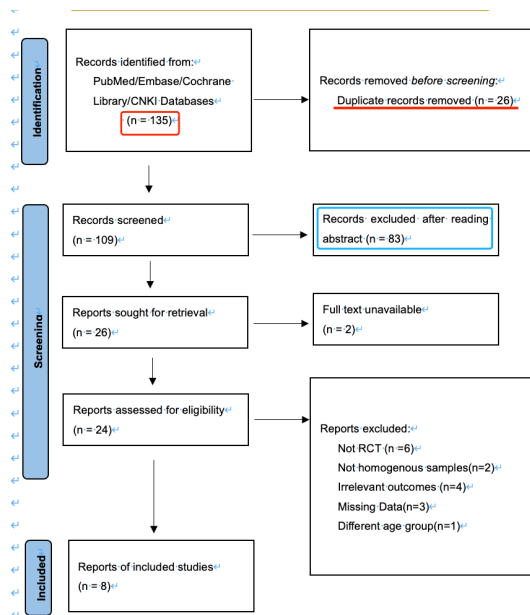 Identification
Records identified from:
PubMed/Embase/Cochrane
Library/CNKI Databases
(n = 135)
Records removed before screening:
Duplicate records removed (n = 26)
Screening
Records screened
(n = 109)
Records excluded after reading
abstract (n = 83)
Reports sought for retrieval
(n = 26)
Full text unavailable
(n = 2)
Reports assessed for eligibility
(n = 24)
Reports excluded:
Not RCT (n =6)
Not homogenous samples(n=2)
Irrelevant outcomes (n=4)
Missing Data(n=3)
Different age group(n=1)
Included
Reports of included studies
(n = 8)